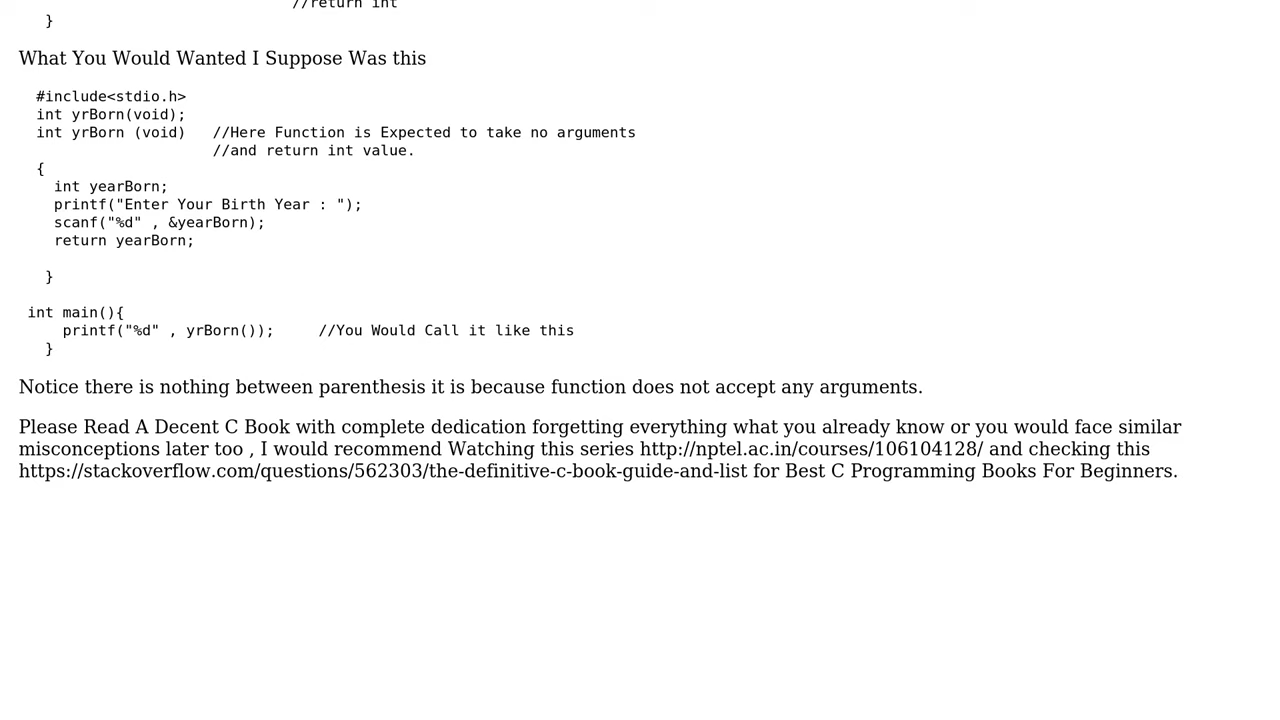 //return int
}
What You Would Wanted I Suppose Was this
#include<stdio.h>
int yrBorn(void);
int yrBorn (void)   //Here Function is Expected to take no arguments
//and return int value.
{
int yearBorn;
printf("Enter Your Birth Year : ");
scanf("%d" , &yearBorn);
return yearBorn;
}
int main(){
printf("%d" , yrBorn());     //You Would Call it like this
}
Notice there is nothing between parenthesis it is because function does not accept any arguments.
Please Read A Decent C Book with complete dedication forgetting everything what you already know or you would face similar
misconceptions later too , I would recommend Watching this series http://nptel.ac.in/courses/106104128/ and checking this
https://stackoverflow.com/questions/562303/the-definitive-c-book-guide-and-list for Best C Programming Books For Beginners.